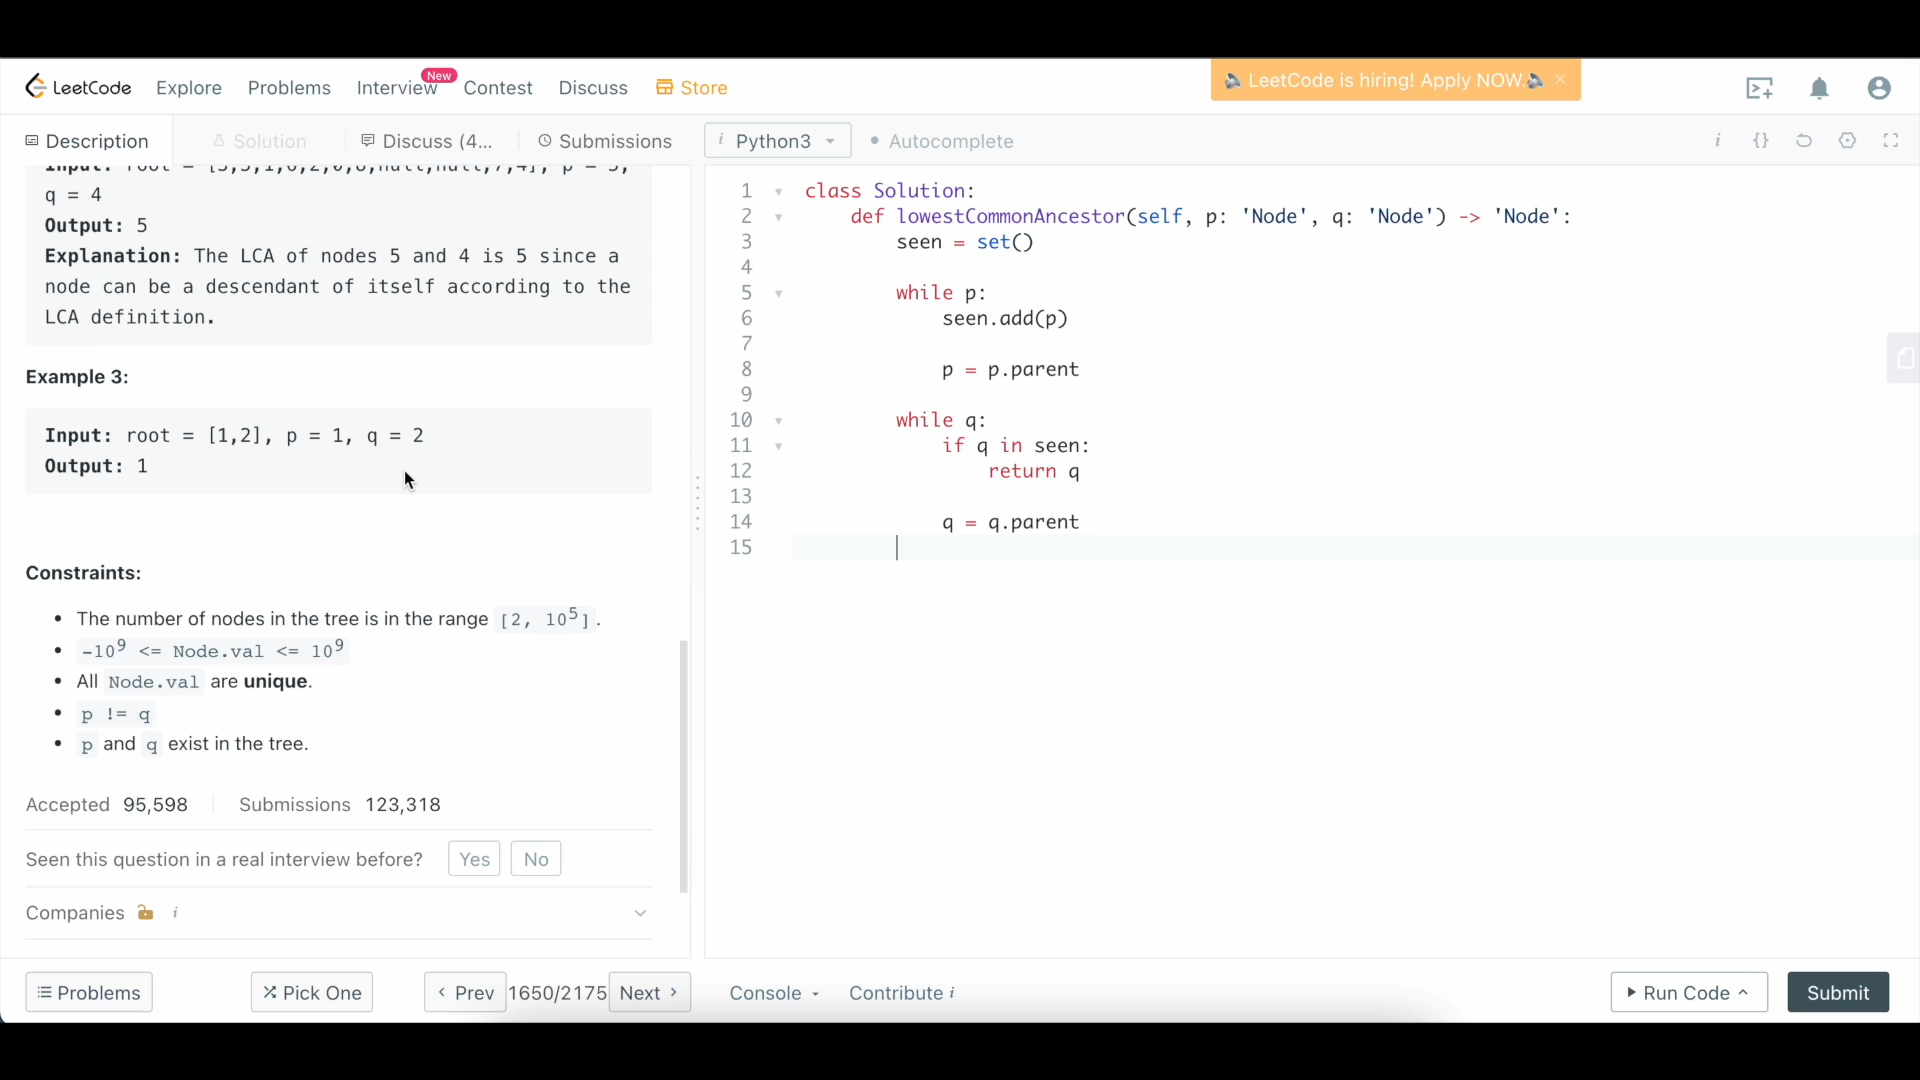 LeetCode Explore Problems Interview New Contest Discuss Store
LeetCode is hiring! Apply NOW. ×
Description Solution Discuss (4... Submissions
i Python3 • Autocomplete i {}
q = 4
Output: 5
Explanation: The LCA of nodes 5 and 4 is 5 since a
node can be a descendant of itself according to the
LCA definition.
Example 3:
Input: root = [1,2], p = 1, q = 2
Output: 1
Constraints:
• The number of nodes in the tree is in the range [2, 10⁵].
• -10⁹ <= Node.val <= 10⁹
• All Node.val are unique.
• p != q
• p and q exist in the tree.
Accepted 95,598 Submissions 123,318
Seen this question in a real interview before? Yes No
Companies i
Problems Pick One < Prev 1650/2175 Next >
1 class Solution:
2 def lowestCommonAncestor(self, p: 'Node', q: 'Node') -> 'Node':
3 seen = set()
4
5 while p:
6 seen.add(p)
7
8 p = p.parent
9
10 while q:
11 if q in seen:
12 return q
13
14 q = q.parent
15
Console Contribute i
Run Code Submit